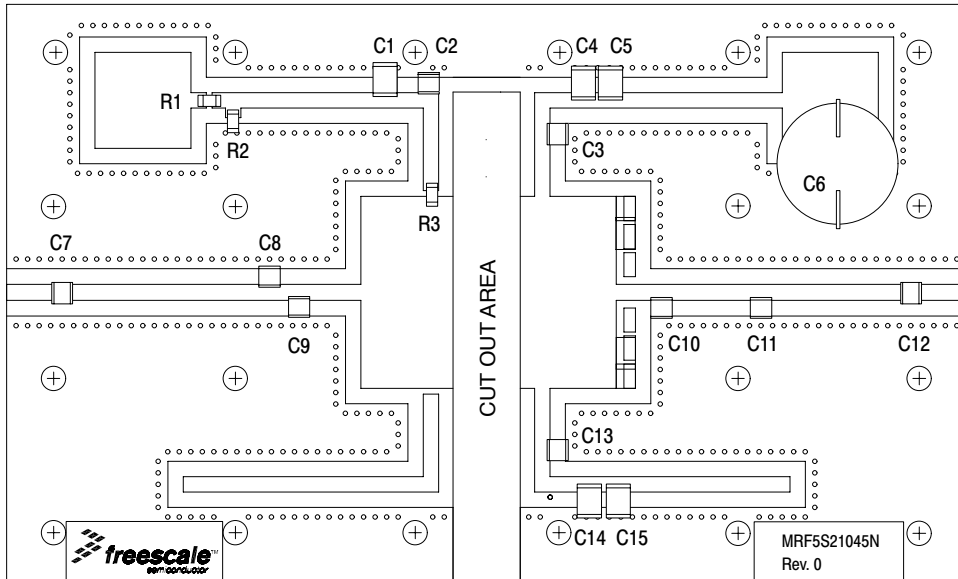 C1 C2 C4 C5
R1
R2
C3
C6
R3
C7 C8
C9 C10 C11 C12
CUT OUT AREA
C13
C14 C15
freescale™
semiconductor
MRF5S21045N
Rev. 0